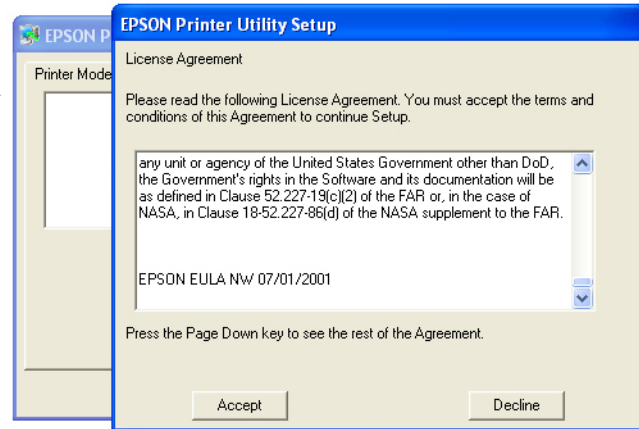 EPSON P
Printer Mode
EPSON Printer Utility Setup
License Agreement
Please read the following License Agreement. You must accept the terms and
conditions of this Agreement to continue Setup.
any unit or agency of the United States Government other than DoD,
the Government's rights in the Software and its documentation will be
as defined in Clause 52.227-19(c)(2) of the FAR or, in the case of
NASA, in Clause 18-52.227-86(d) of the NASA supplement to the FAR.
EPSON EULA NW 07/01/2001
Press the Page Down key to see the rest of the Agreement.
Accept
Decline